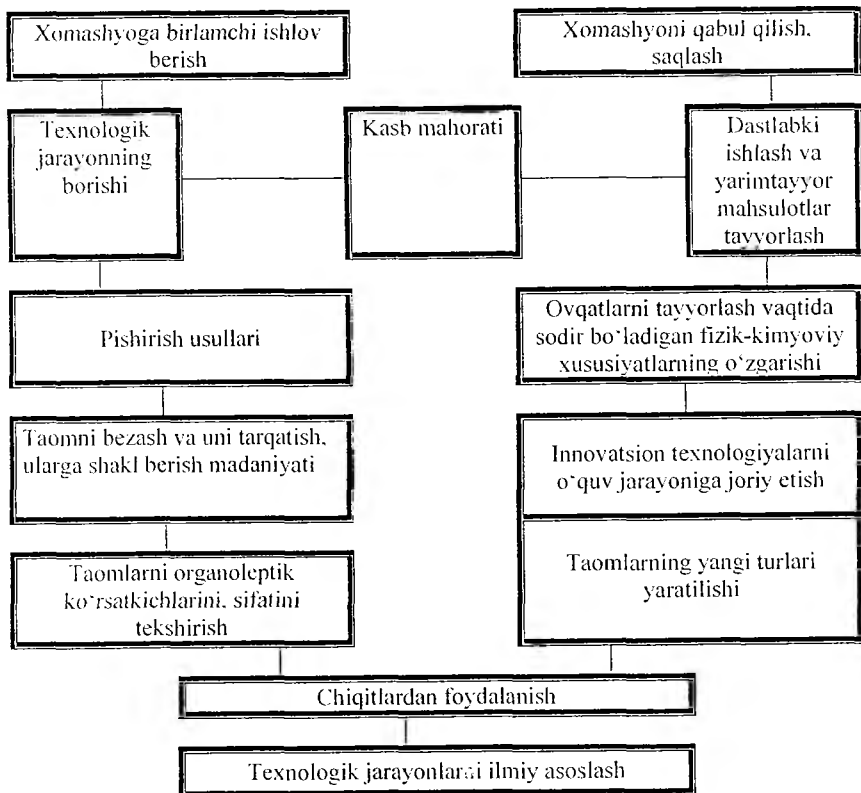 Xomashyoga birlamchi ishlov
berish
Xomashyoni qabul qilish,
saqlash
Texnologik
jarayonning
borishi
Kasb mahorati
Dastlabki
ishlash va
yarimtayyor
mahsulotlar
tayyorlash
Pishirish usullari
Ovqatlarni tayyorlash vaqtida
sodir bo‘ladigan fizik-kimyoviy
xususiyatlarning o‘zgarishi
Taomni bezash va uni tarqatish,
ularga shakl berish madaniyati
Innovatsion texnologiyalarni
o‘quv jarayoniga joriy etish
Taomlarni organoleptik
ko‘rsatkichlarini, sifatini
tekshirish
Taomlarning yangi turlari
yaratilishi
Chiqitlardan foydalanish
Texnologik jarayonlarni ilmiy asoslash